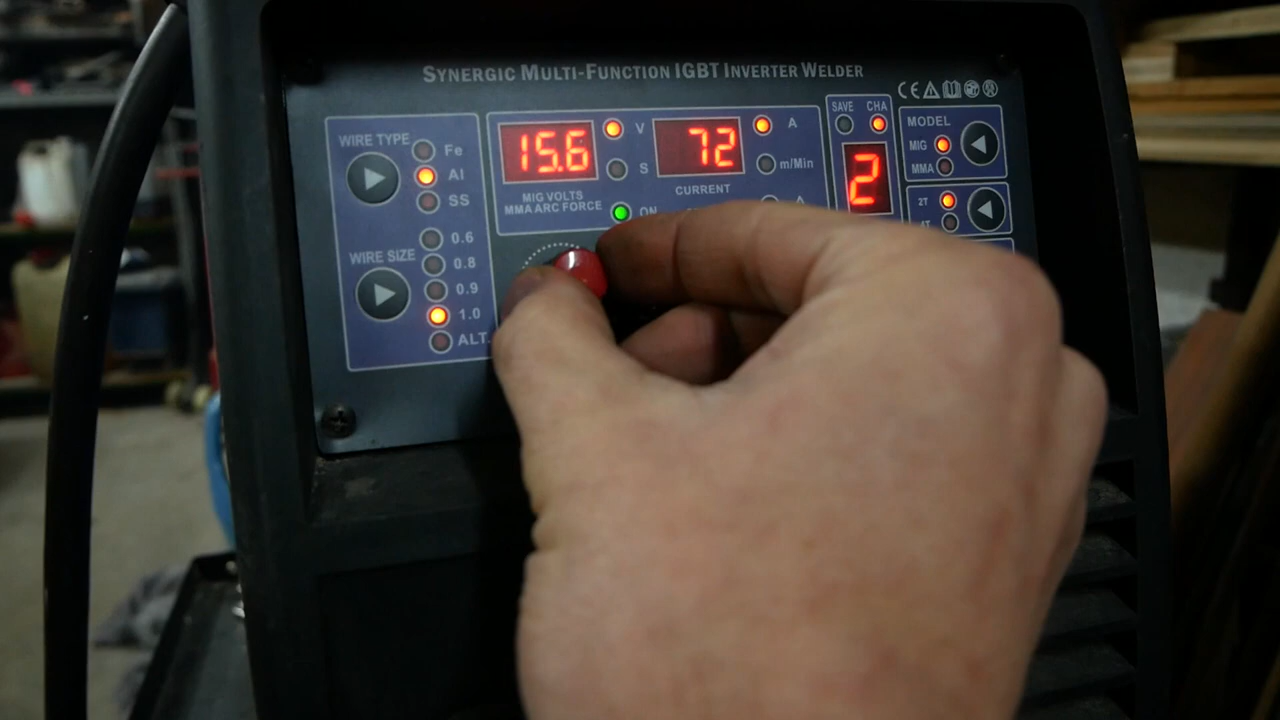 SYNERGIC MULTI-FUNCTION IGBT INVERTER WELDER
CE
WIRE TYPE
Fe
Al
SS
WIRE SIZE
0.6
0.8
0.9
1.0
ALT.
15.6
V
S
MIG VOLTS
MMA ARC FORCE
ON
72
A
m/Min
CURRENT
A
SAVE CHA
2
MODEL
MIG
MMA
2T
4T